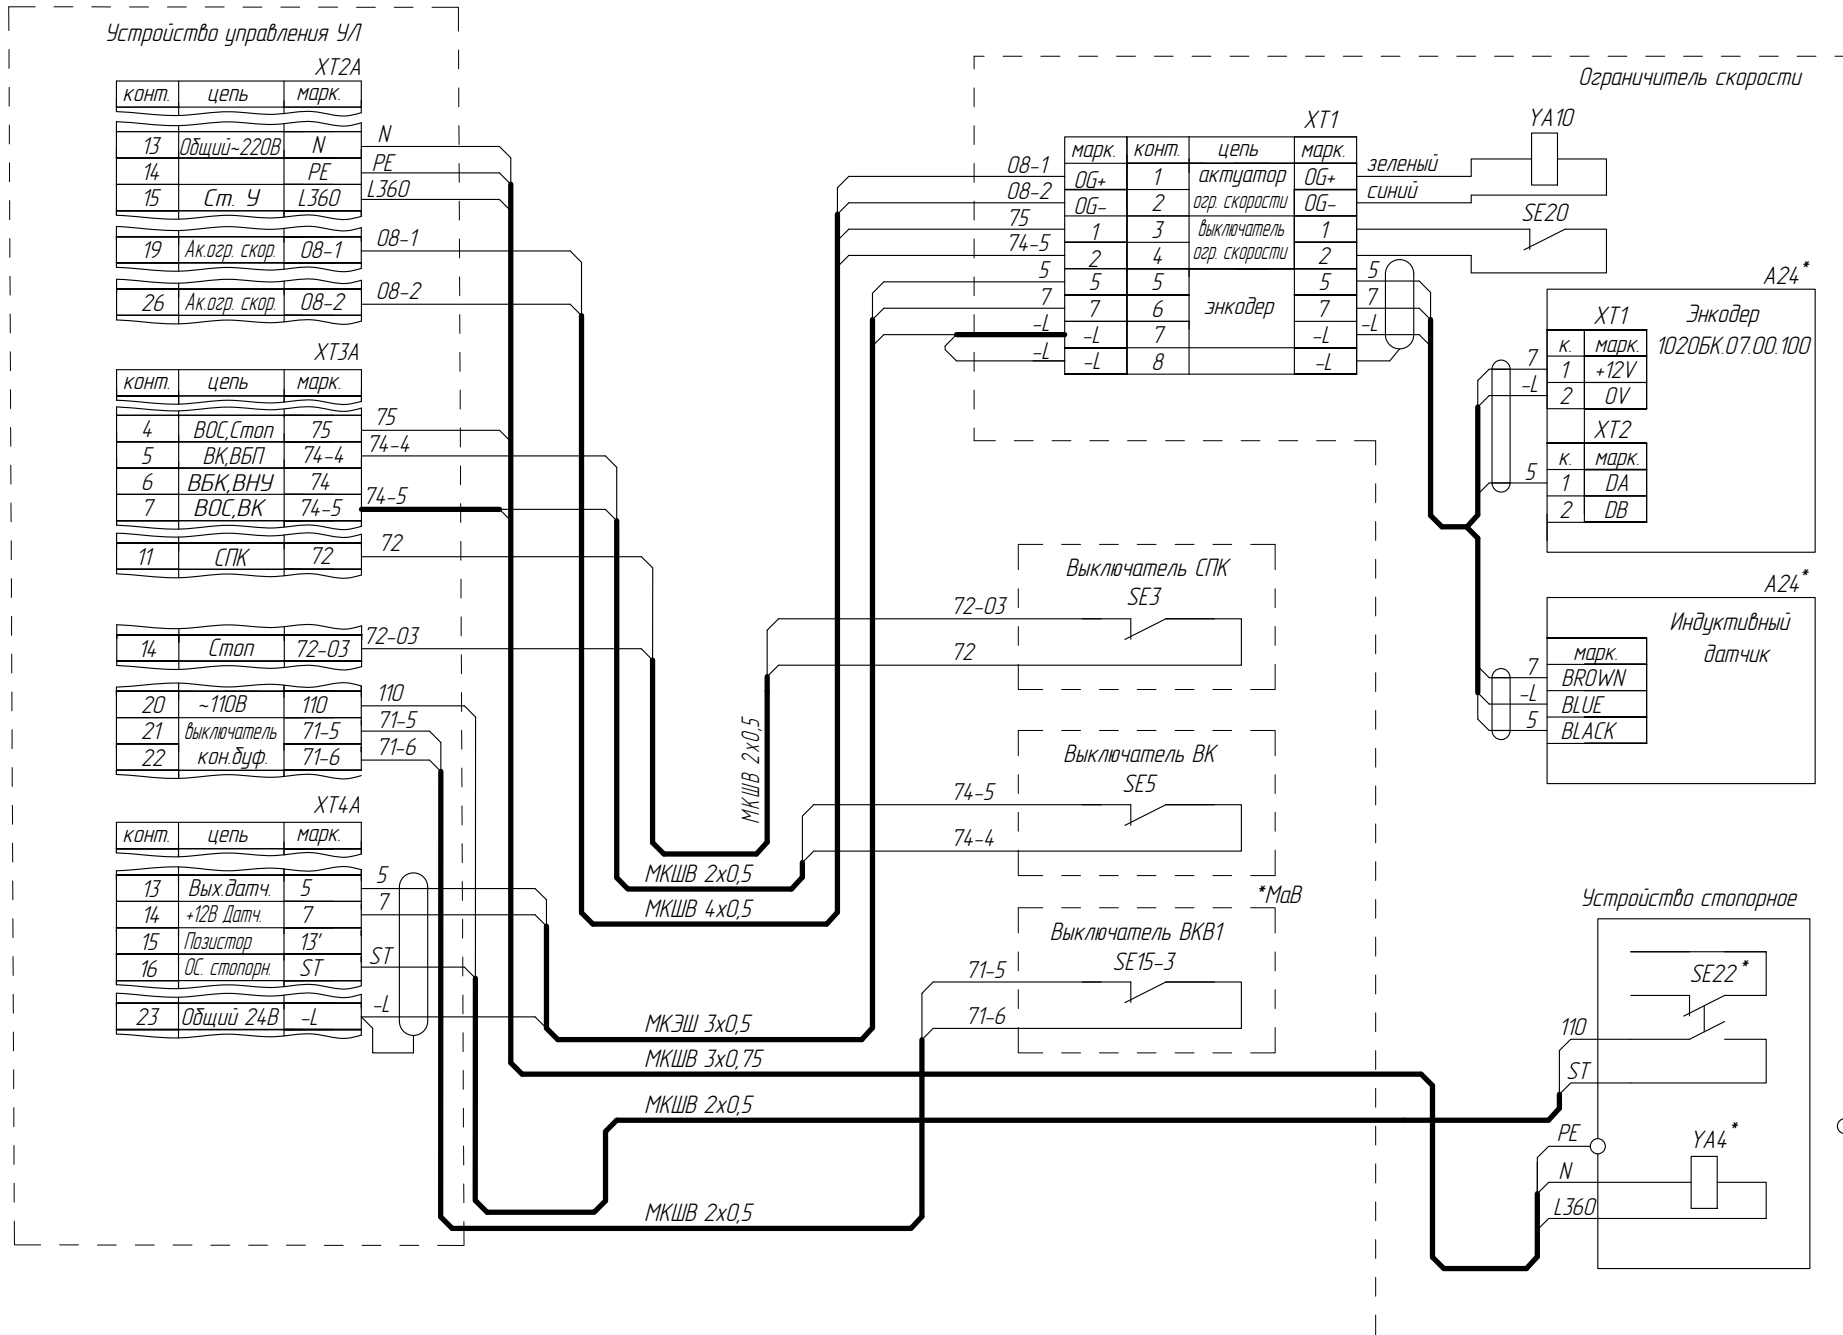 Устройство управления УЛ
XT2A
конт. цепь марк.
13 Общий~220В N N
14 PE PE
15 Ст. У L360 L360
19 Ак.огр. скор. 08-1 08-1
26 Ак.огр. скор. 08-2 08-2
XT3A
конт. цепь марк.
4 ВОС,Стоп 75 75
5 ВК,ВБП 74-4 74-4
6 ВБК,ВНУ 74
7 ВОС,ВК 74-5 74-5
11 СПК 72 72
14 Стоп 72-03 72-03
20 ~110В 110 110
21 выключатель 71-5 71-5
22 кон.буф. 71-6 71-6
XT4A
конт. цепь марк.
13 Вых.датч. 5 5
14 +12В Датч. 7 7
15 Позистор 13'
16 ОС. стопорн. ST ST
23 Общий 24В -L -L
МКШВ 2х0,5
МКШВ 2х0,5
МКШВ 4х0,5
МКЭШ 3х0,5
МКШВ 3х0,75
МКШВ 2х0,5
МКШВ 2х0,5
Ограничитель скорости
XT1
марк. конт. цепь марк.
08-1 OG+ 1 актуатор OG+ зеленый
08-2 OG- 2 огр. скорости OG- синий
75 1 3 выключатель 1
74-5 2 4 огр. скорости 2
5 5 5 5 5
7 7 6 энкодер 7 7
-L -L 7 -L -L
-L -L 8 -L
YA10
SE20
A24*
Энкодер
1020БК.07.00.100
XT1
к. марк.
7 1 +12V
-L 2 0V
XT2
к. марк.
5 1 DA
2 DB
A24*
Индуктивный
датчик
марк.
7 BROWN
-L BLUE
5 BLACK
Выключатель СПК
SE3
72-03
72
Выключатель ВК
SE5
74-5
74-4
*МаВ
Выключатель ВКВ1
SE15-3
71-5
71-6
Устройство стопорное
SE22*
110
ST
PE
YA4*
N
L360